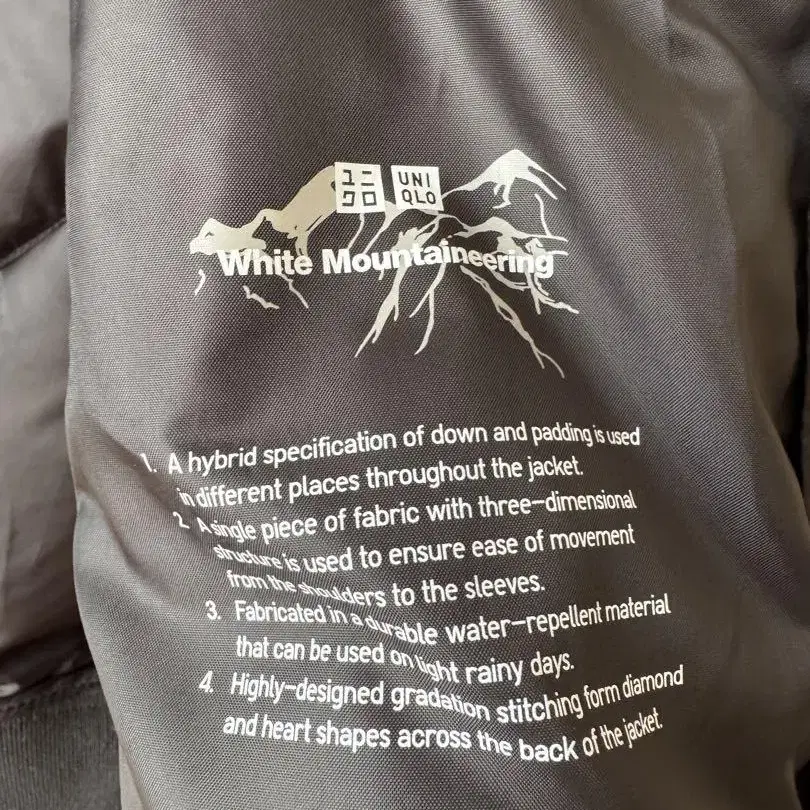 ユニ
クロ
UNI
QLO
White Mountaineering
1. A hybrid specification of down and padding is used
in different places throughout the jacket.
2. A single piece of fabric with three-dimensional
structure is used to ensure ease of movement
from the shoulders to the sleeves.
3. Fabricated in a durable water-repellent material
that can be used on light rainy days.
4. Highly-designed gradation stitching form diamond
and heart shapes across the back of the jacket.